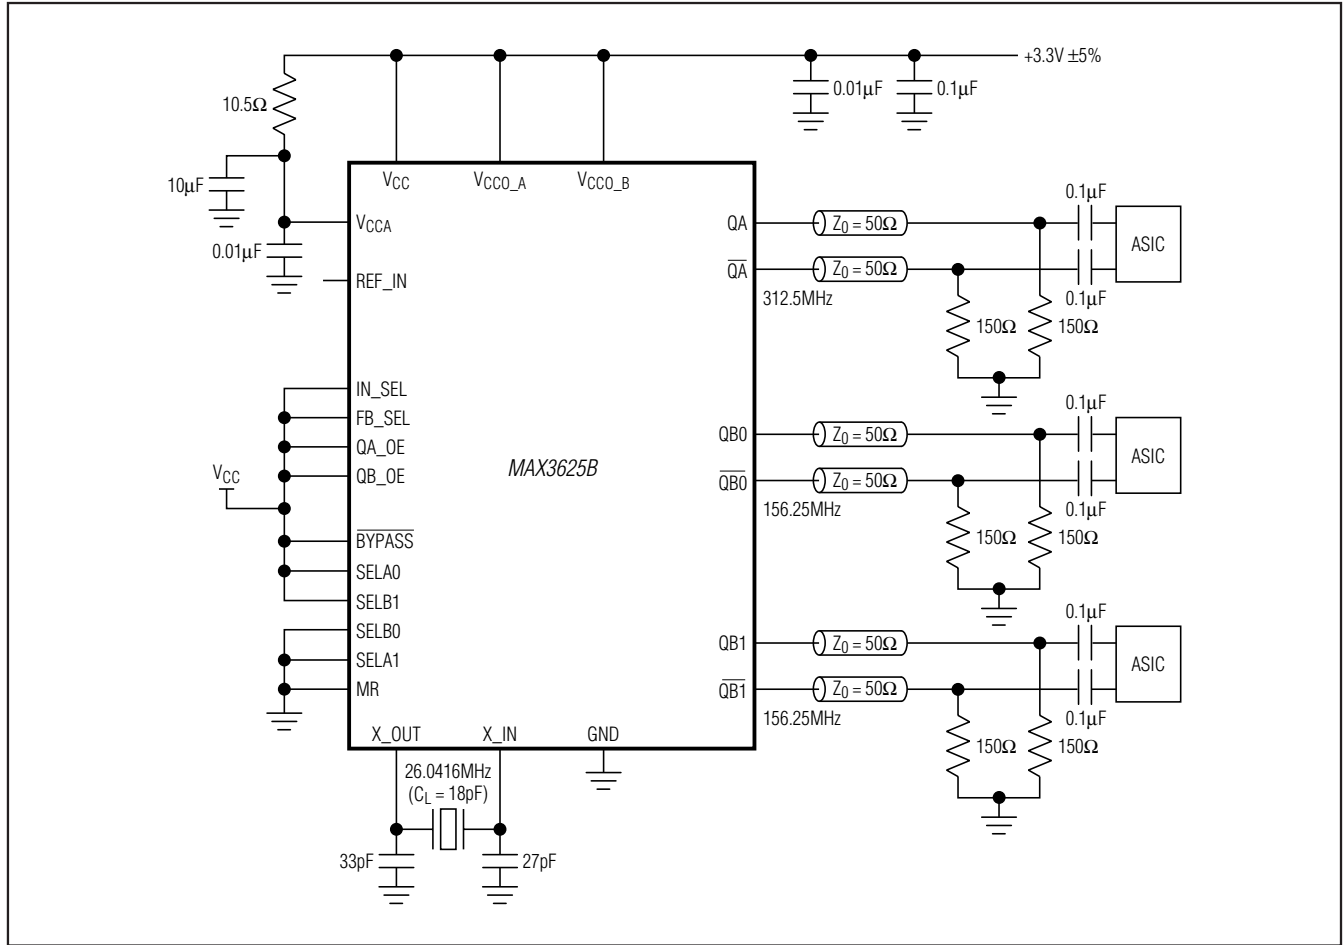 +3.3V ±5%
0.01µF
0.1µF
10.5Ω
10µF
0.01µF
VCC
VCCO_A
VCCO_B
VCCA
REF_IN
IN_SEL
FB_SEL
QA_OE
QB_OE
VCC
BYPASS
SELA0
SELB1
SELB0
SELA1
MR
MAX3625B
X_OUT
X_IN
GND
26.0416MHz
(CL = 18pF)
33pF
27pF
QA
Z0 = 50Ω
0.1µF
ASIC
QA
Z0 = 50Ω
0.1µF
312.5MHz
150Ω
150Ω
QB0
Z0 = 50Ω
0.1µF
ASIC
QB0
Z0 = 50Ω
0.1µF
156.25MHz
150Ω
150Ω
QB1
Z0 = 50Ω
0.1µF
ASIC
QB1
Z0 = 50Ω
0.1µF
156.25MHz
150Ω
150Ω